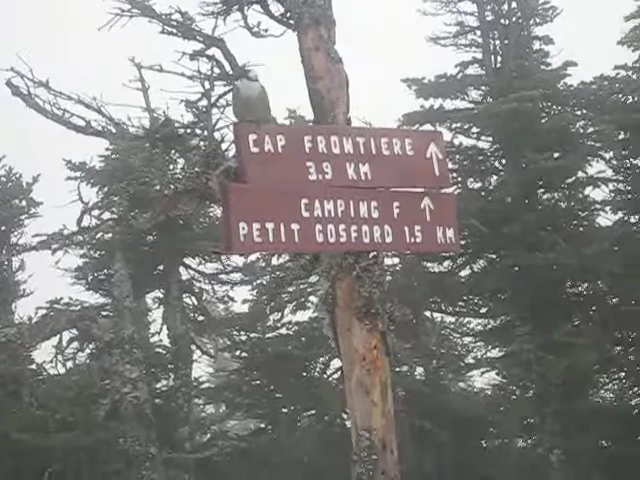 CAP FRONTIERE
3.9 KM
CAMPING F
PETIT GOSFORD 1.5 KM